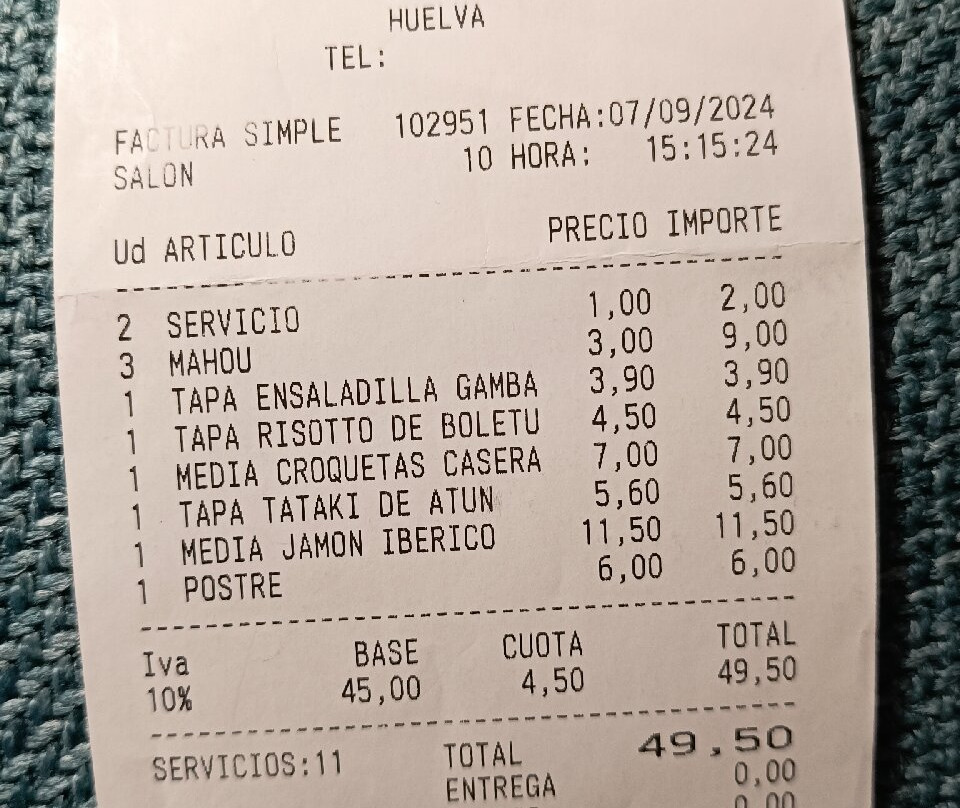 HUELVA
TEL:
FACTURA SIMPLE 102951 FECHA:07/09/2024
SALON 10 HORA: 15:15:24
Ud ARTICULO PRECIO IMPORTE
2 SERVICIO 1,00 2,00
3 MAHOU 3,00 9,00
1 TAPA ENSALADILLA GAMBA 3,90 3,90
1 TAPA RISOTTO DE BOLETU 4,50 4,50
1 MEDIA CROQUETAS CASERA 7,00 7,00
1 TAPA TATAKI DE ATUN 5,60 5,60
1 MEDIA JAMON IBERICO 11,50 11,50
1 POSTRE 6,00 6,00
Iva BASE CUOTA TOTAL
10% 45,00 4,50 49,50
SERVICIOS:11 TOTAL 49,50
ENTREGA 0,00
0,00